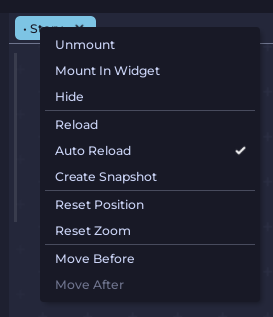 Unmount
Mount In Widget
Hide
Reload
Auto Reload
Create Snapshot
Reset Position
Reset Zoom
Move Before
Move After